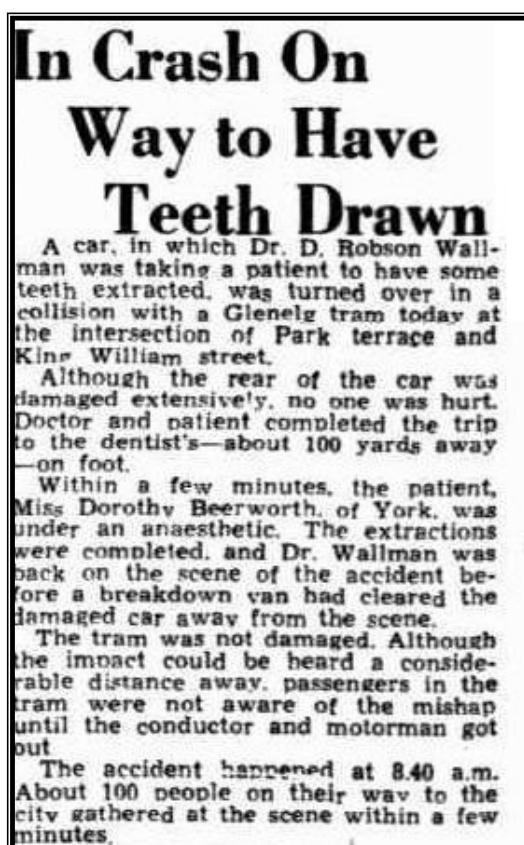 In Crash On
Way to Have
Teeth Drawn
A car, in which Dr. D. Robson Wall-
man was taking a patient to have some
teeth extracted, was turned over in a
collision with a Glenelg tram today at
the intersection of Park terrace and
King William street.
Although the rear of the car was
damaged extensively, no one was hurt.
Doctor and patient completed the trip
to the dentist's—about 100 yards away
—on foot.
Within a few minutes, the patient,
Miss Dorothy Beerworth, of York, was
under an anaesthetic. The extractions
were completed, and Dr. Wallman was
back on the scene of the accident be-
fore a breakdown van had cleared the
damaged car away from the scene.
The tram was not damaged. Although
the impact could be heard a conside-
rable distance away, passengers in the
tram were not aware of the mishap
until the conductor and motorman got
out
The accident happened at 8.40 a.m.
About 100 people on their way to the
city gathered at the scene within a few
minutes.